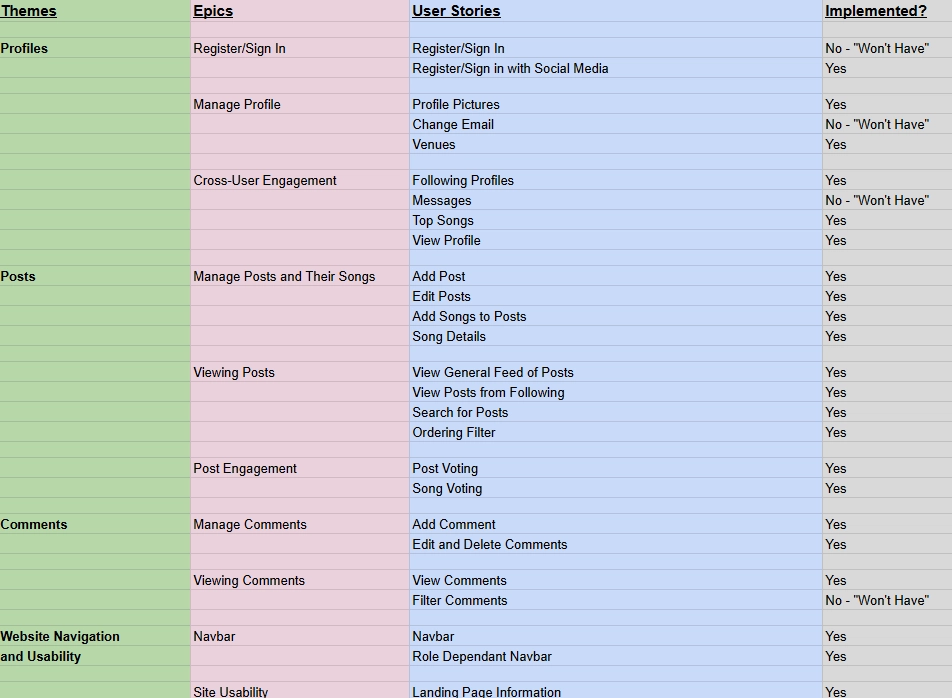 Themes Epics User Stories Implemented?
Profiles Register/Sign In Register/Sign In No - "Won't Have"
Register/Sign in with Social Media Yes
Manage Profile Profile Pictures Yes
Change Email No - "Won't Have"
Venues Yes
Cross-User Engagement Following Profiles Yes
Messages No - "Won't Have"
Top Songs Yes
View Profile Yes
Posts Manage Posts and Their Songs Add Post Yes
Edit Posts Yes
Add Songs to Posts Yes
Song Details Yes
Viewing Posts View General Feed of Posts Yes
View Posts from Following Yes
Search for Posts Yes
Ordering Filter Yes
Post Engagement Post Voting Yes
Song Voting Yes
Comments Manage Comments Add Comment Yes
Edit and Delete Comments Yes
Viewing Comments View Comments Yes
Filter Comments No - "Won't Have"
Website Navigation Navbar Navbar Yes
and Usability Role Dependant Navbar Yes
Site Usability Landing Page Information Yes